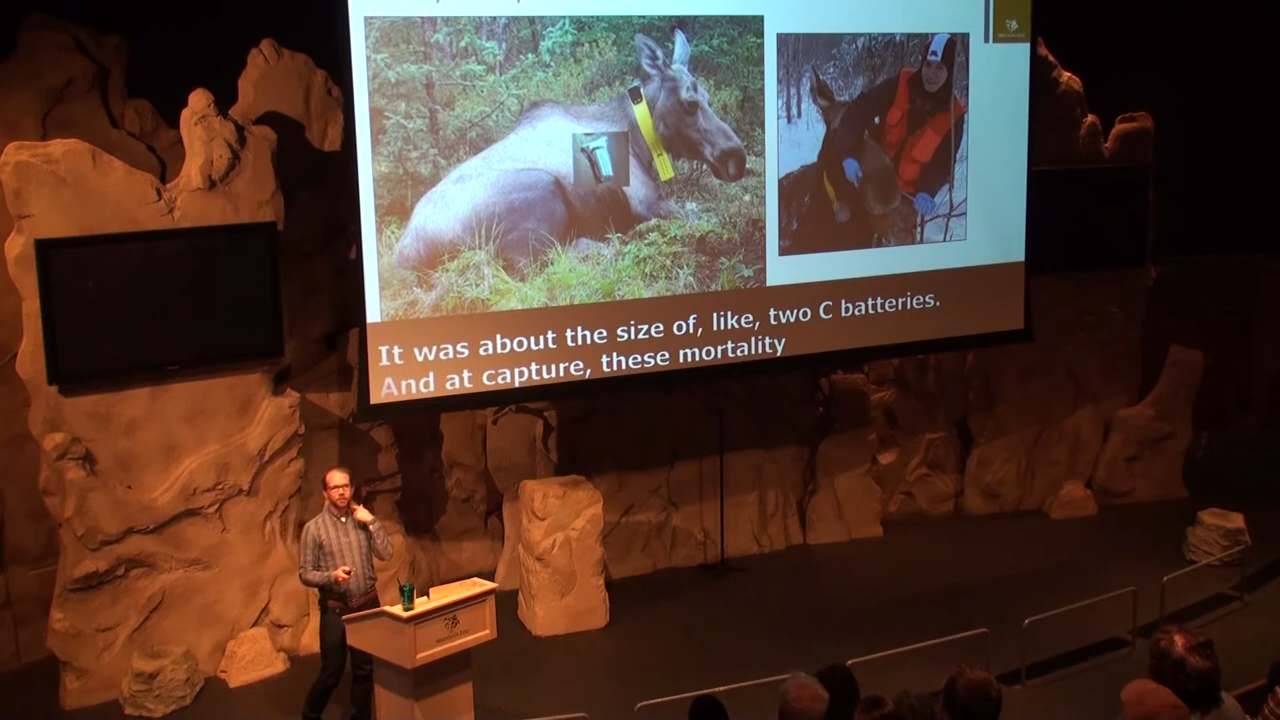 It was about the size of, like, two C batteries.
And at capture, these mortality